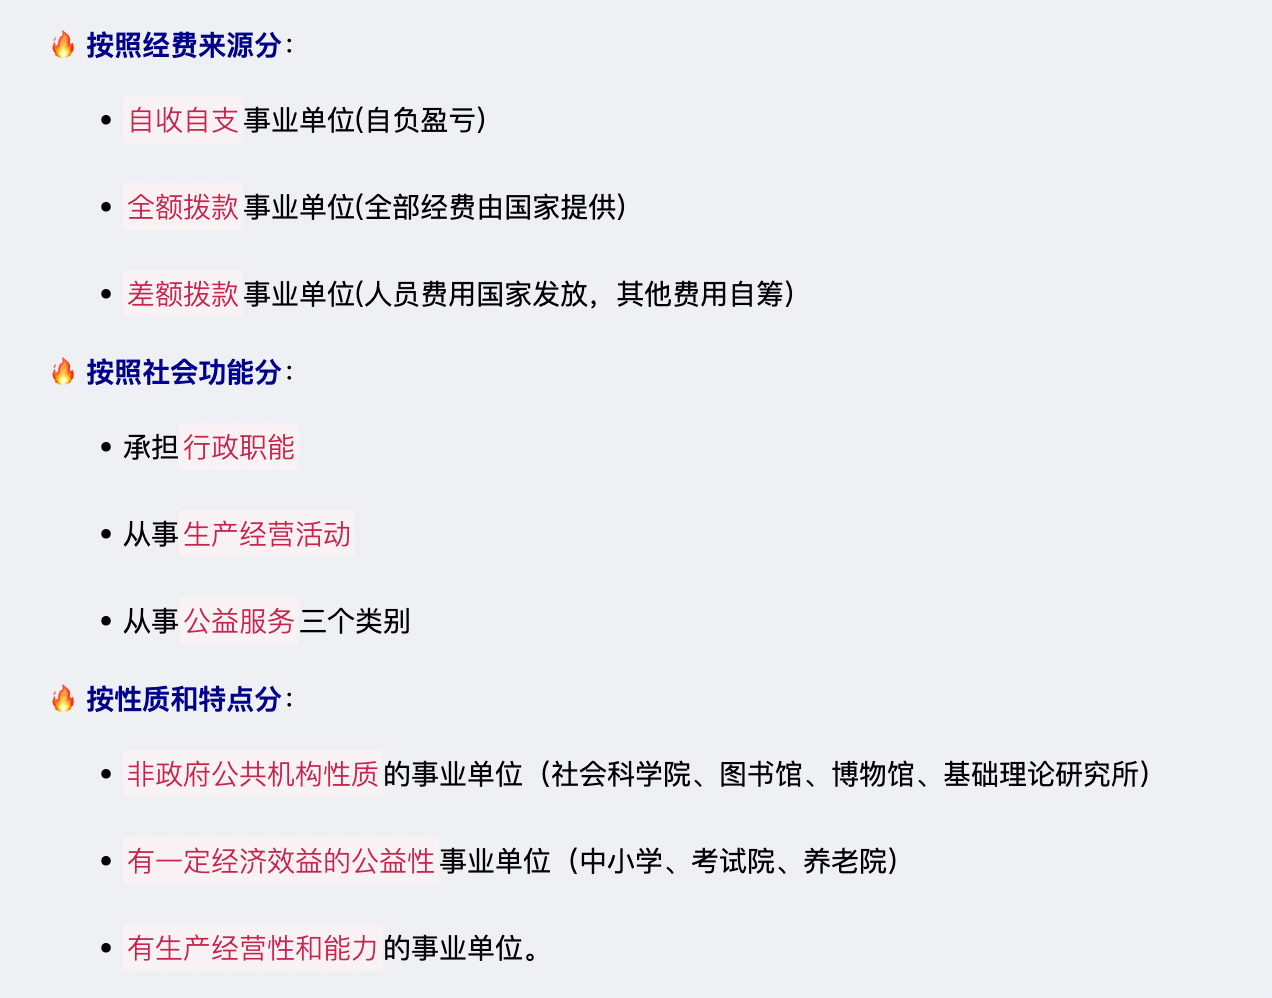 🔥 按照经费来源分：
• 自收自支事业单位(自负盈亏)
• 全额拨款事业单位(全部经费由国家提供)
• 差额拨款事业单位(人员费用国家发放，其他费用自筹)
🔥 按照社会功能分：
• 承担行政职能
• 从事生产经营活动
• 从事公益服务三个类别
🔥 按性质和特点分：
• 非政府公共机构性质的事业单位（社会科学院、图书馆、博物馆、基础理论研究所）
• 有一定经济效益的公益性事业单位（中小学、考试院、养老院）
• 有生产经营性和能力的事业单位。